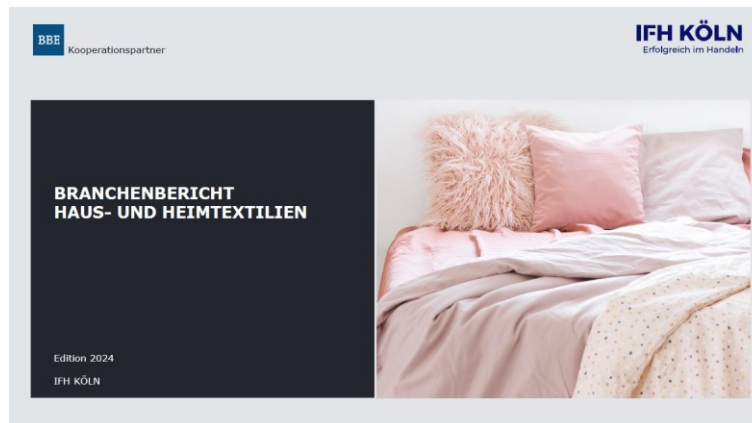 BBE
Kooperationspartner
IFH KÖLN
Erfolgreich im Handeln
BRANCHENBERICHT
HAUS- UND HEIMTEXTILIEN
Edition 2024
IFH KÖLN